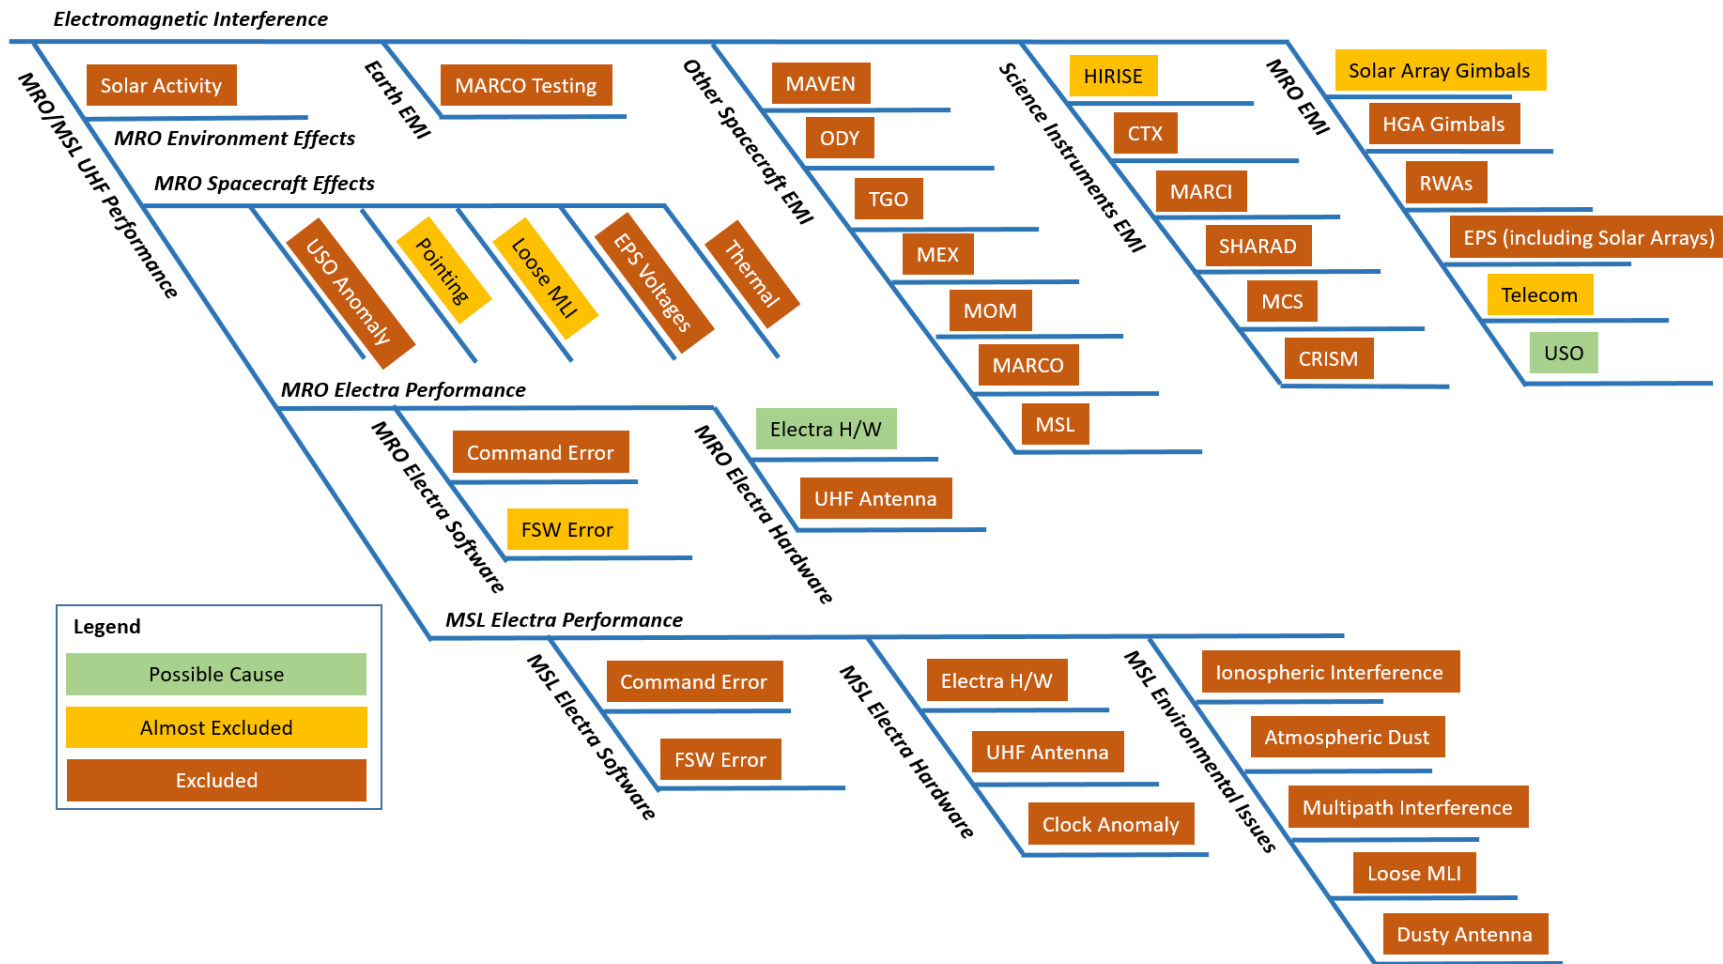 Electromagnetic Interference
MRO/MSL UHF Performance
Solar Activity
MRO Environment Effects
Earth EMI
MARCO Testing
Other Spacecraft EMI
MAVEN
ODY
TGO
MEX
MOM
MARCO
MSL
Science Instruments EMI
HIRISE
CTX
MARCI
SHARAD
MCS
CRISM
MRO EMI
Solar Array Gimbals
HGA Gimbals
RWAs
EPS (including Solar Arrays)
Telecom
USO
MRO Spacecraft Effects
USO Anomaly
Pointing
Loose MLI
EPS Voltages
Thermal
MRO Electra Performance
MRO Electra Software
Command Error
FSW Error
MRO Electra Hardware
Electra H/W
UHF Antenna
MSL Electra Performance
MSL Electra Software
Command Error
FSW Error
MSL Electra Hardware
Electra H/W
UHF Antenna
Clock Anomaly
MSL Environmental Issues
Ionospheric Interference
Atmospheric Dust
Multipath Interference
Loose MLI
Dusty Antenna
Legend
Possible Cause
Almost Excluded
Excluded